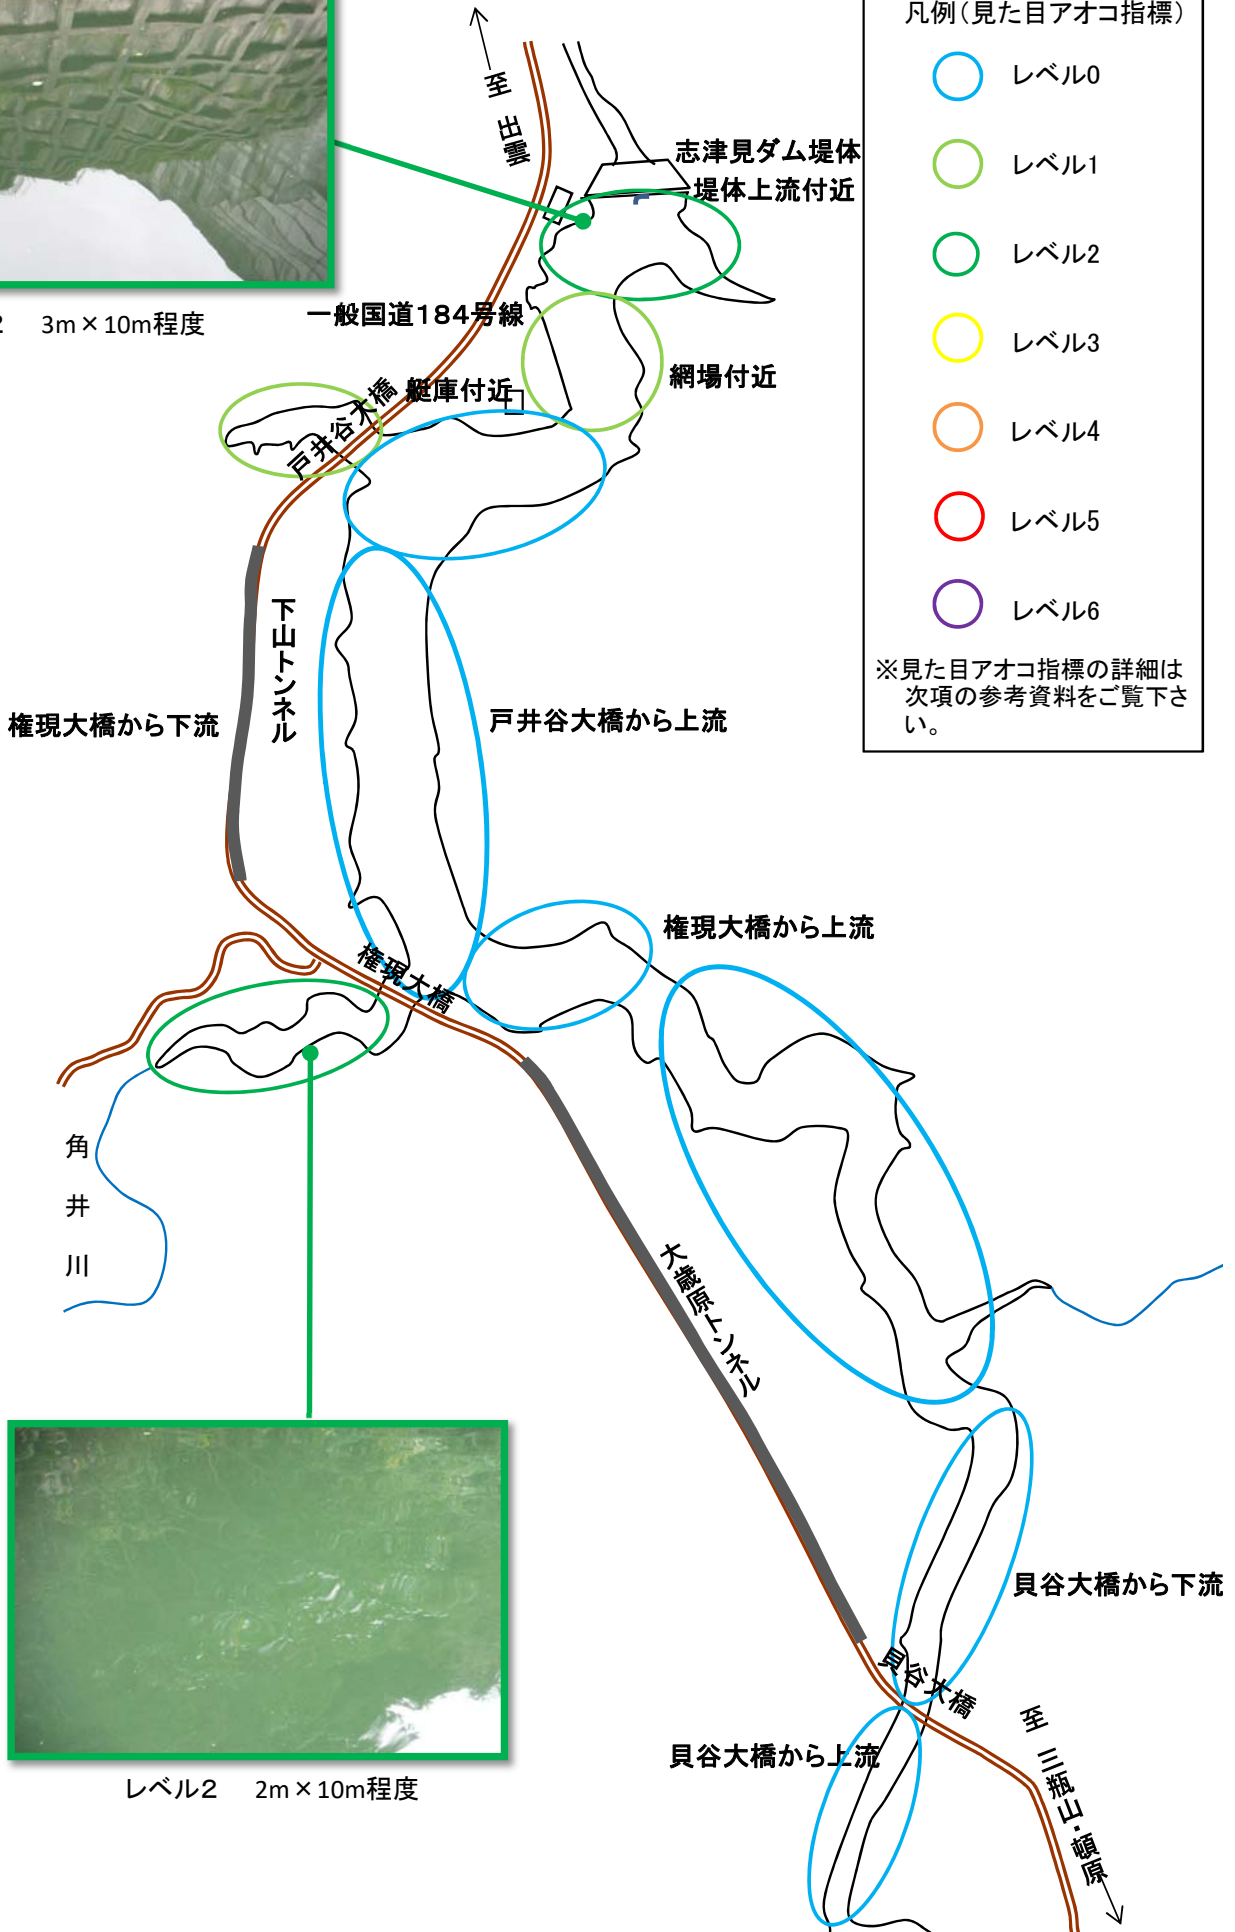 凡例(見た目アオコ指標)
レベル0
レベル1
レベル2
レベル3
レベル4
レベル5
レベル6
※見た目アオコ指標の詳細は
次項の参考資料をご覧下さ
い。
至 出雲
志津見ダム堤体
堤体上流付近
2 3m×10m程度
一般国道184号線
網場付近
艇庫付近
戸井谷大橋
下山トンネル
権現大橋から下流
戸井谷大橋から上流
権現大橋から上流
権現大橋
角井川
大歳原トンネル
貝谷大橋から下流
貝谷大橋
至 三瓶山・頓原
貝谷大橋から上流
レベル2 2m×10m程度